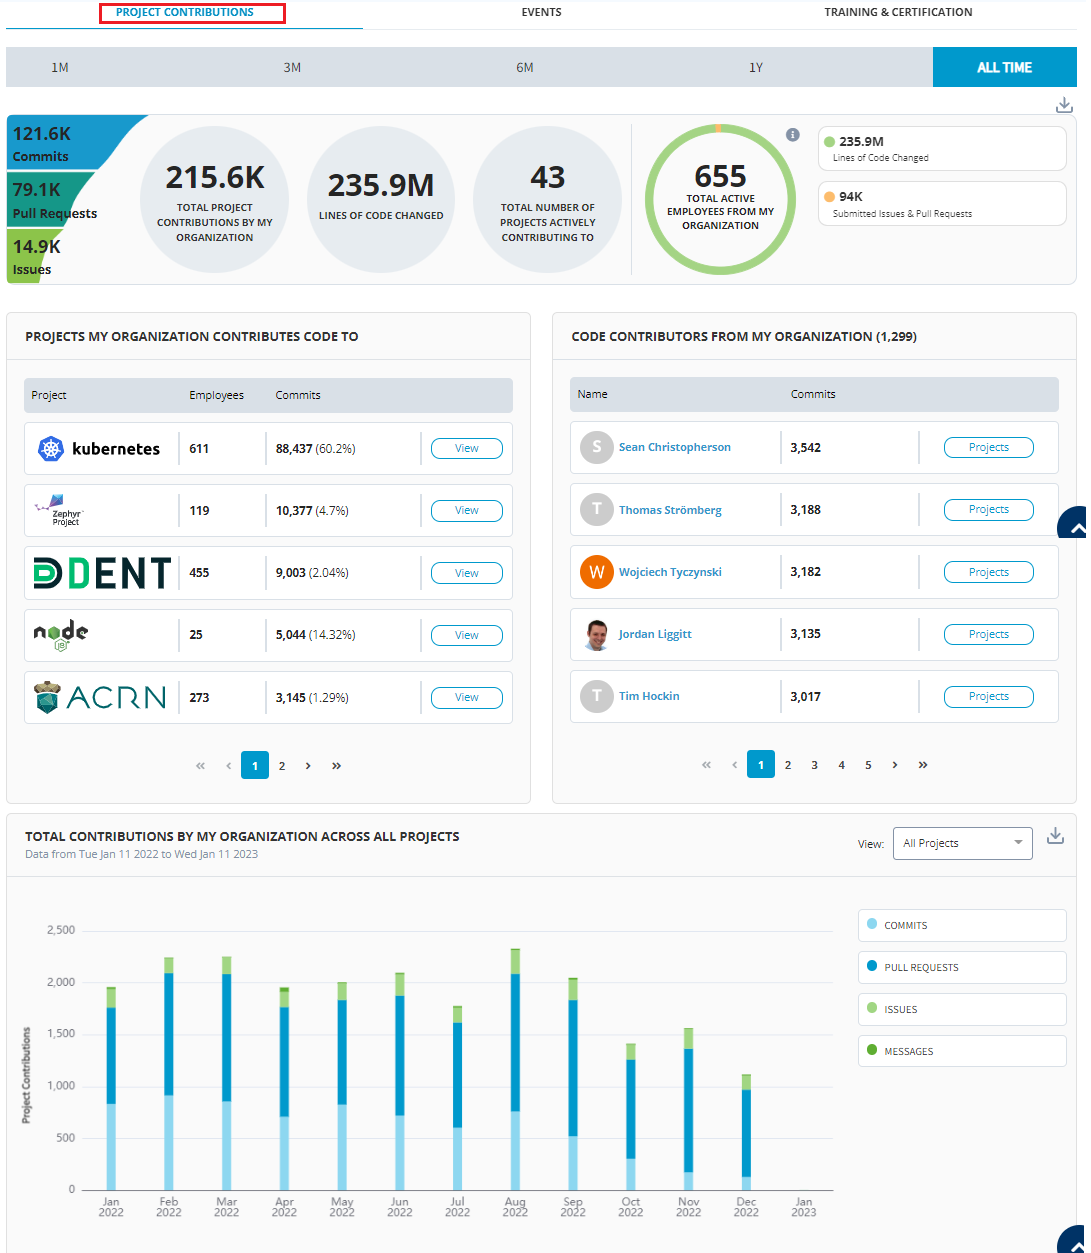 PROJECT CONTRIBUTIONS
EVENTS
TRAINING & CERTIFICATION
1M
3M
6M
1Y
ALL TIME
121.6K
Commits
79.1K
Pull Requests
14.9K
Issues
215.6K
TOTAL PROJECT
CONTRIBUTIONS BY MY
ORGANIZATION
235.9M
LINES OF CODE CHANGED
43
TOTAL NUMBER OF
PROJECTS ACTIVELY
CONTRIBUTING TO
655
TOTAL ACTIVE
EMPLOYEES FROM MY
ORGANIZATION
i
235.9M
Lines of Code Changed
94K
Submitted Issues & Pull Requests
PROJECTS MY ORGANIZATION CONTRIBUTES CODE TO
Project Employees Commits
kubernetes 611 88,437 (60.2%) View
Zephyr
Project
119 10,377 (4.7%) View
DENT 455 9,003 (2.04%) View
node
JS
25 5,044 (14.32%) View
ACRN 273 3,145 (1.29%) View
« ‹ 1 2 › »
CODE CONTRIBUTORS FROM MY ORGANIZATION (1,299)
Name Commits
S Sean Christopherson 3,542 Projects
T Thomas Strömberg 3,188 Projects
W Wojciech Tyczynski 3,182 Projects
Jordan Liggitt 3,135 Projects
T Tim Hockin 3,017 Projects
« ‹ 1 2 3 4 5 › »
TOTAL CONTRIBUTIONS BY MY ORGANIZATION ACROSS ALL PROJECTS
Data from Tue Jan 11 2022 to Wed Jan 11 2023
View: All Projects
Project Contributions
2,500
2,000
1,500
1,000
500
0
Jan Feb Mar Apr May Jun Jul Aug Sep Oct Nov Dec Jan
2022 2022 2022 2022 2022 2022 2022 2022 2022 2022 2022 2022 2023
COMMITS
PULL REQUESTS
ISSUES
MESSAGES